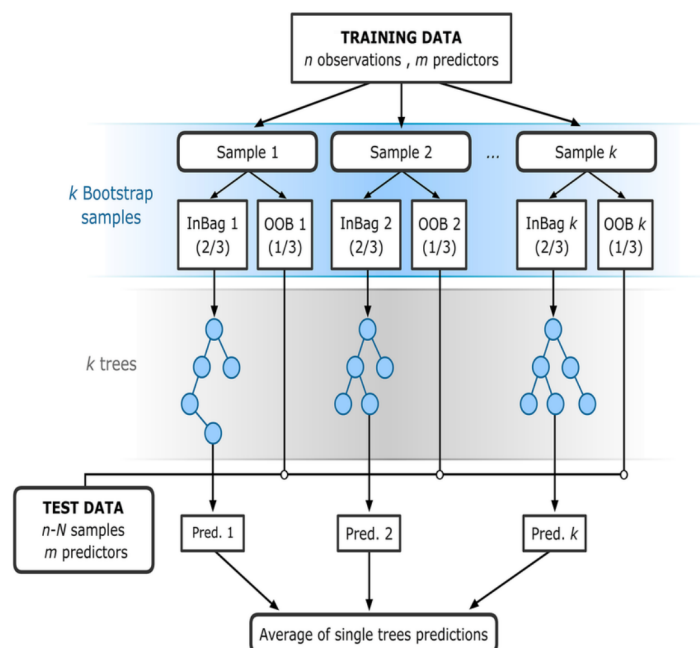 TRAINING DATA
n observations , m predictors
Sample 1
Sample 2
...
Sample k
k Bootstrap
samples
InBag 1
(2/3)
OOB 1
(1/3)
InBag 2
(2/3)
OOB 2
(1/3)
InBag k
(2/3)
OOB k
(1/3)
k trees
TEST DATA
n-N samples
m predictors
Pred. 1
Pred. 2
Pred. k
Average of single trees predictions